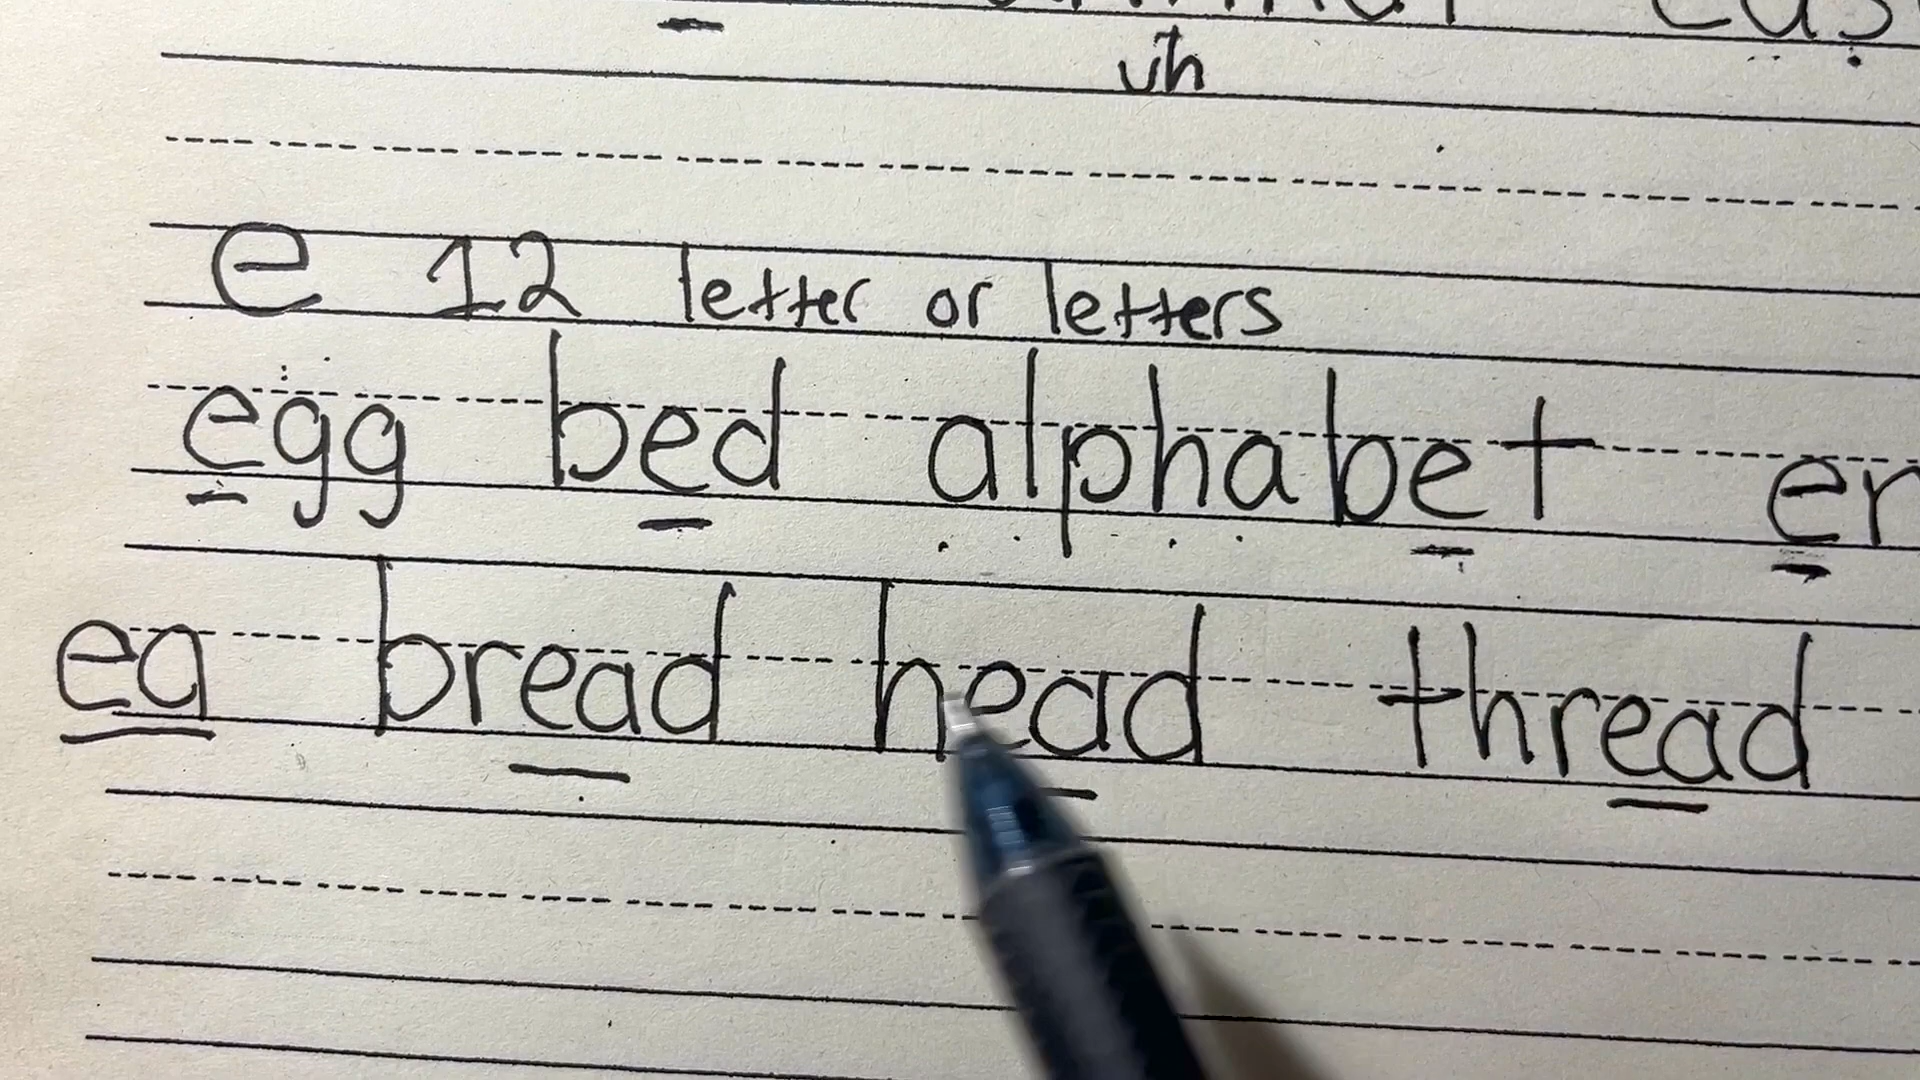 uh
e 12 letter or letters
egg bed alphabet
ea bread head thread